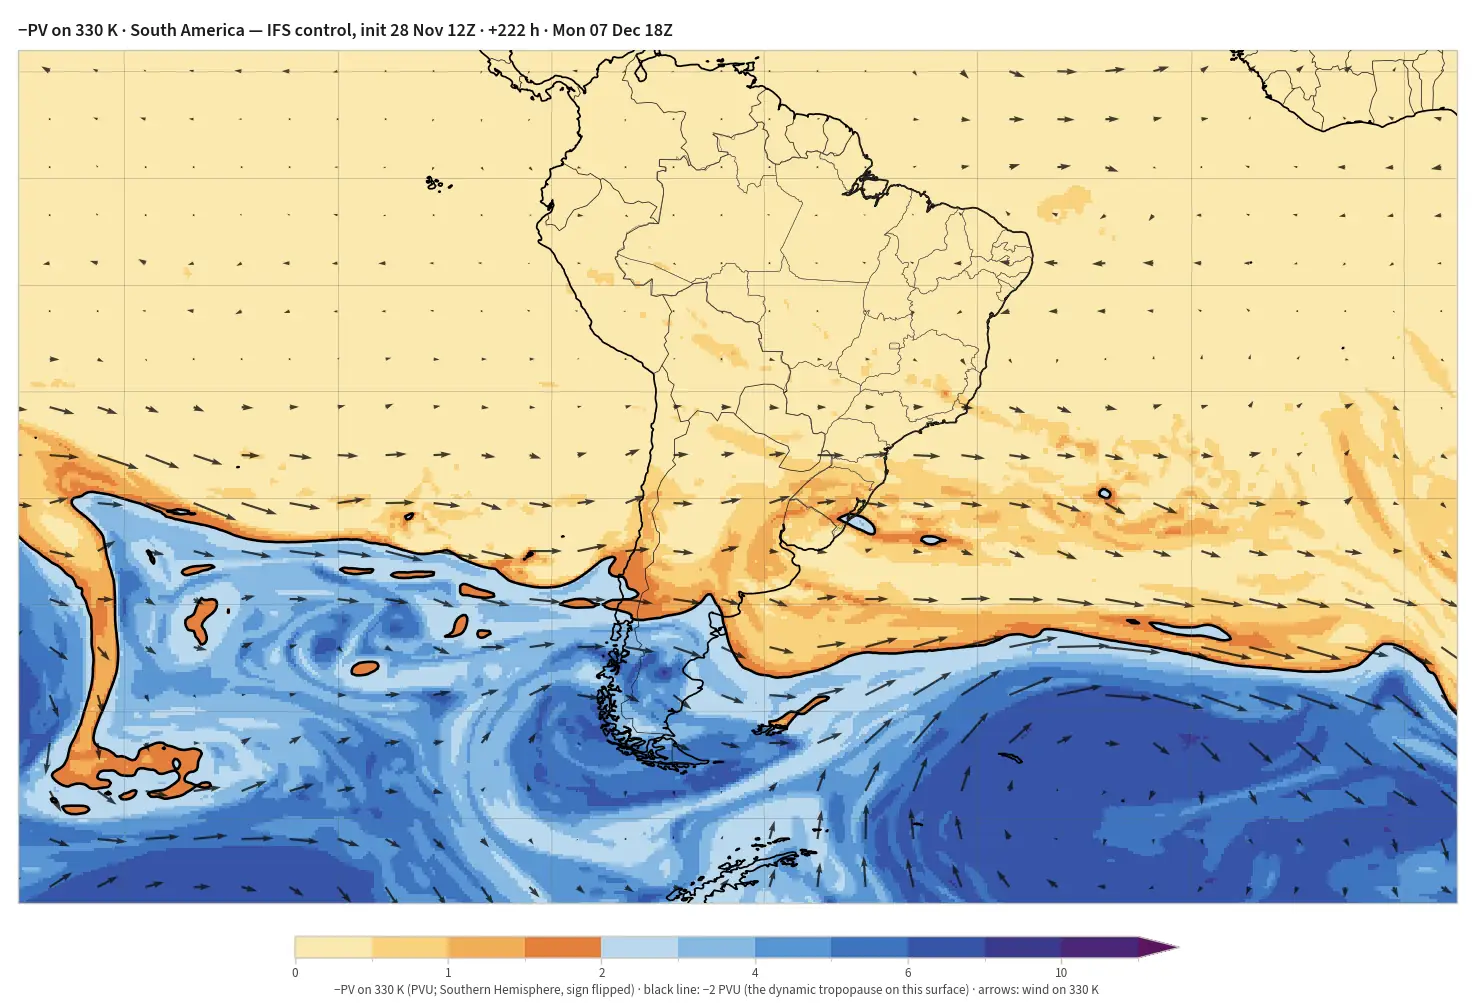 −PV on 330 K · South America — IFS control, init 28 Nov 12Z · +222 h · Mon 07 Dec 18Z
0 1 2 4 6 10
−PV on 330 K (PVU; Southern Hemisphere, sign flipped) · black line: −2 PVU (the dynamic tropopause on this surface) · arrows: wind on 330 K